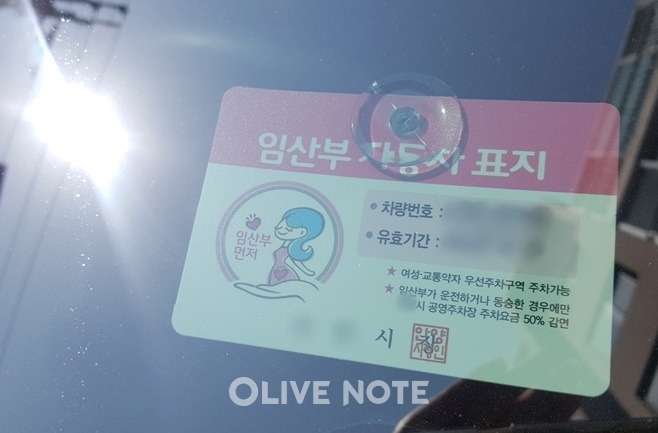 임산부 자동차 표지
임산부
먼저
• 차량번호 :
• 유효기간 :
★ 여성·교통약자 우선주차구역 주차가능
★ 임산부가 운전하거나 동승한 경우에만
시 공영주차장 주차요금 50% 감면
시 장
OLIVE NOTE